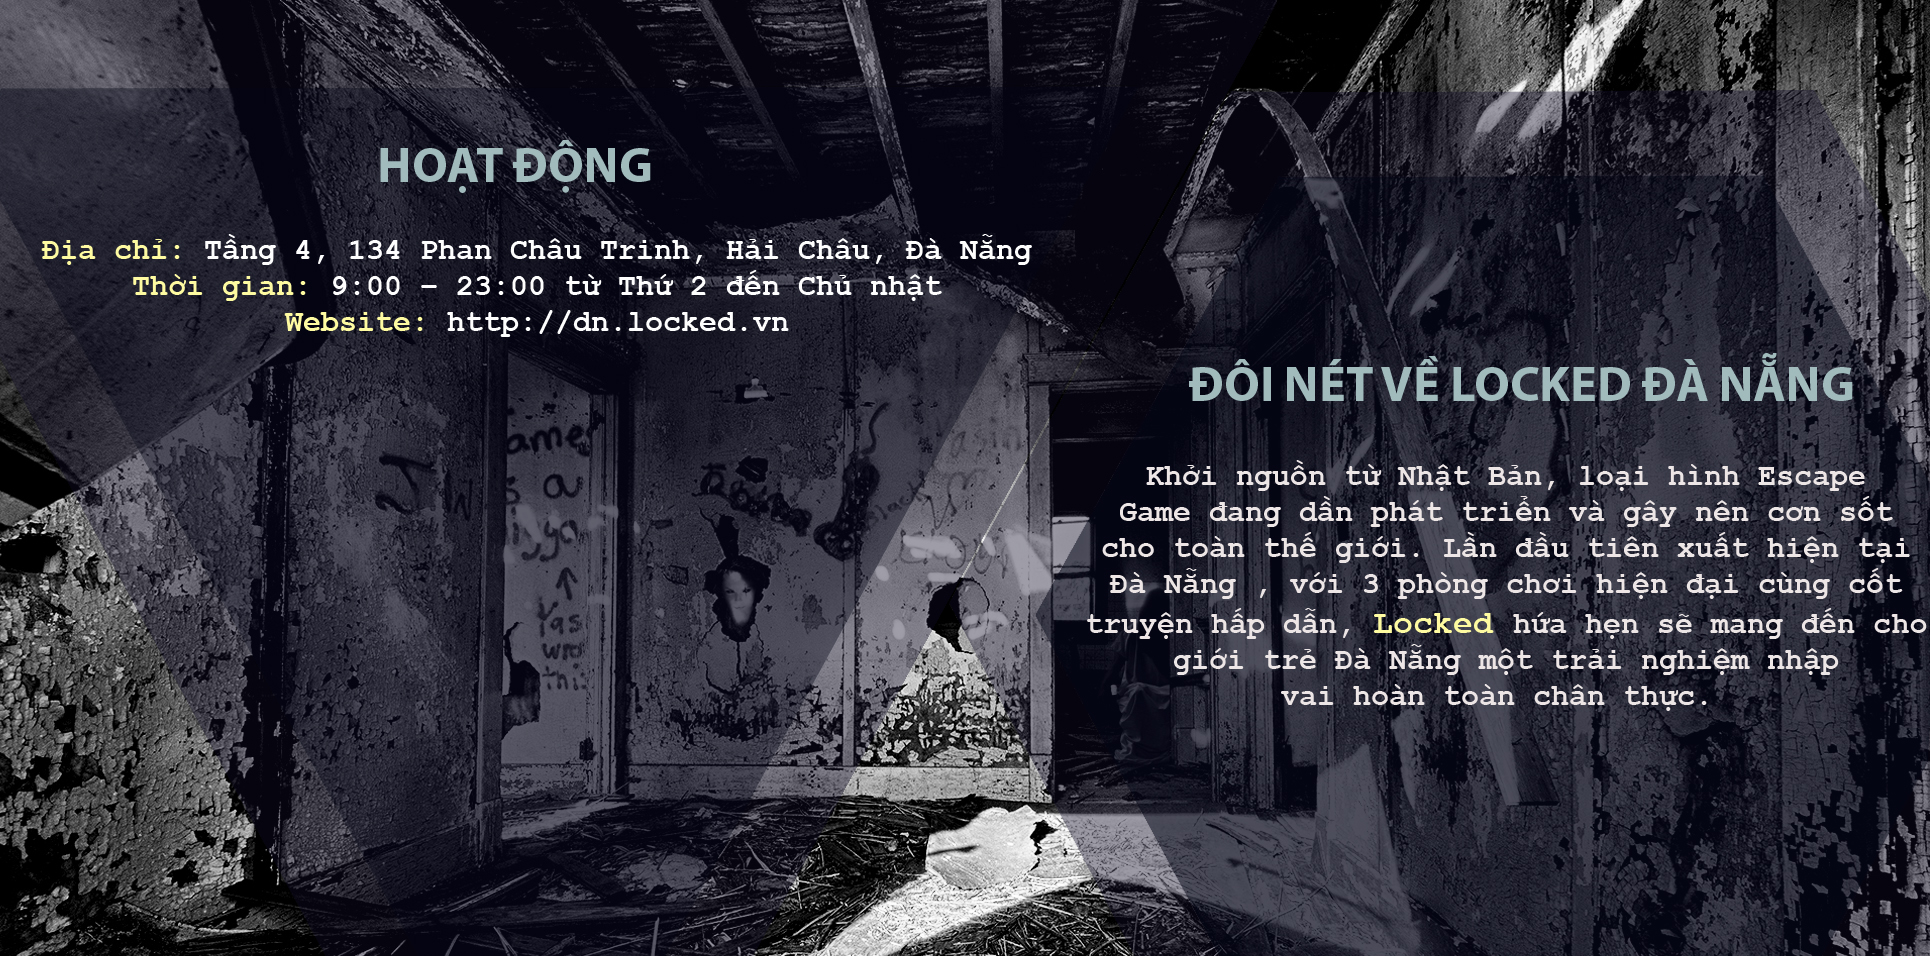 HOẠT ĐỘNG
Địa chỉ: Tầng 4, 134 Phan Châu Trinh, Hải Châu, Đà Nẵng
Thời gian: 9:00 – 23:00 từ Thứ 2 đến Chủ nhật
Website: http://dn.locked.vn
ĐÔI NÉT VỀ LOCKED ĐÀ NẴNG
Khởi nguồn từ Nhật Bản, loại hình Escape
Game đang dần phát triển và gây nên cơn sốt
cho toàn thế giới. Lần đầu tiên xuất hiện tại
Đà Nẵng , với 3 phòng chơi hiện đại cùng cốt
truyện hấp dẫn, Locked hứa hẹn sẽ mang đến cho
giới trẻ Đà Nẵng một trải nghiệm nhập
vai hoàn toàn chân thực.